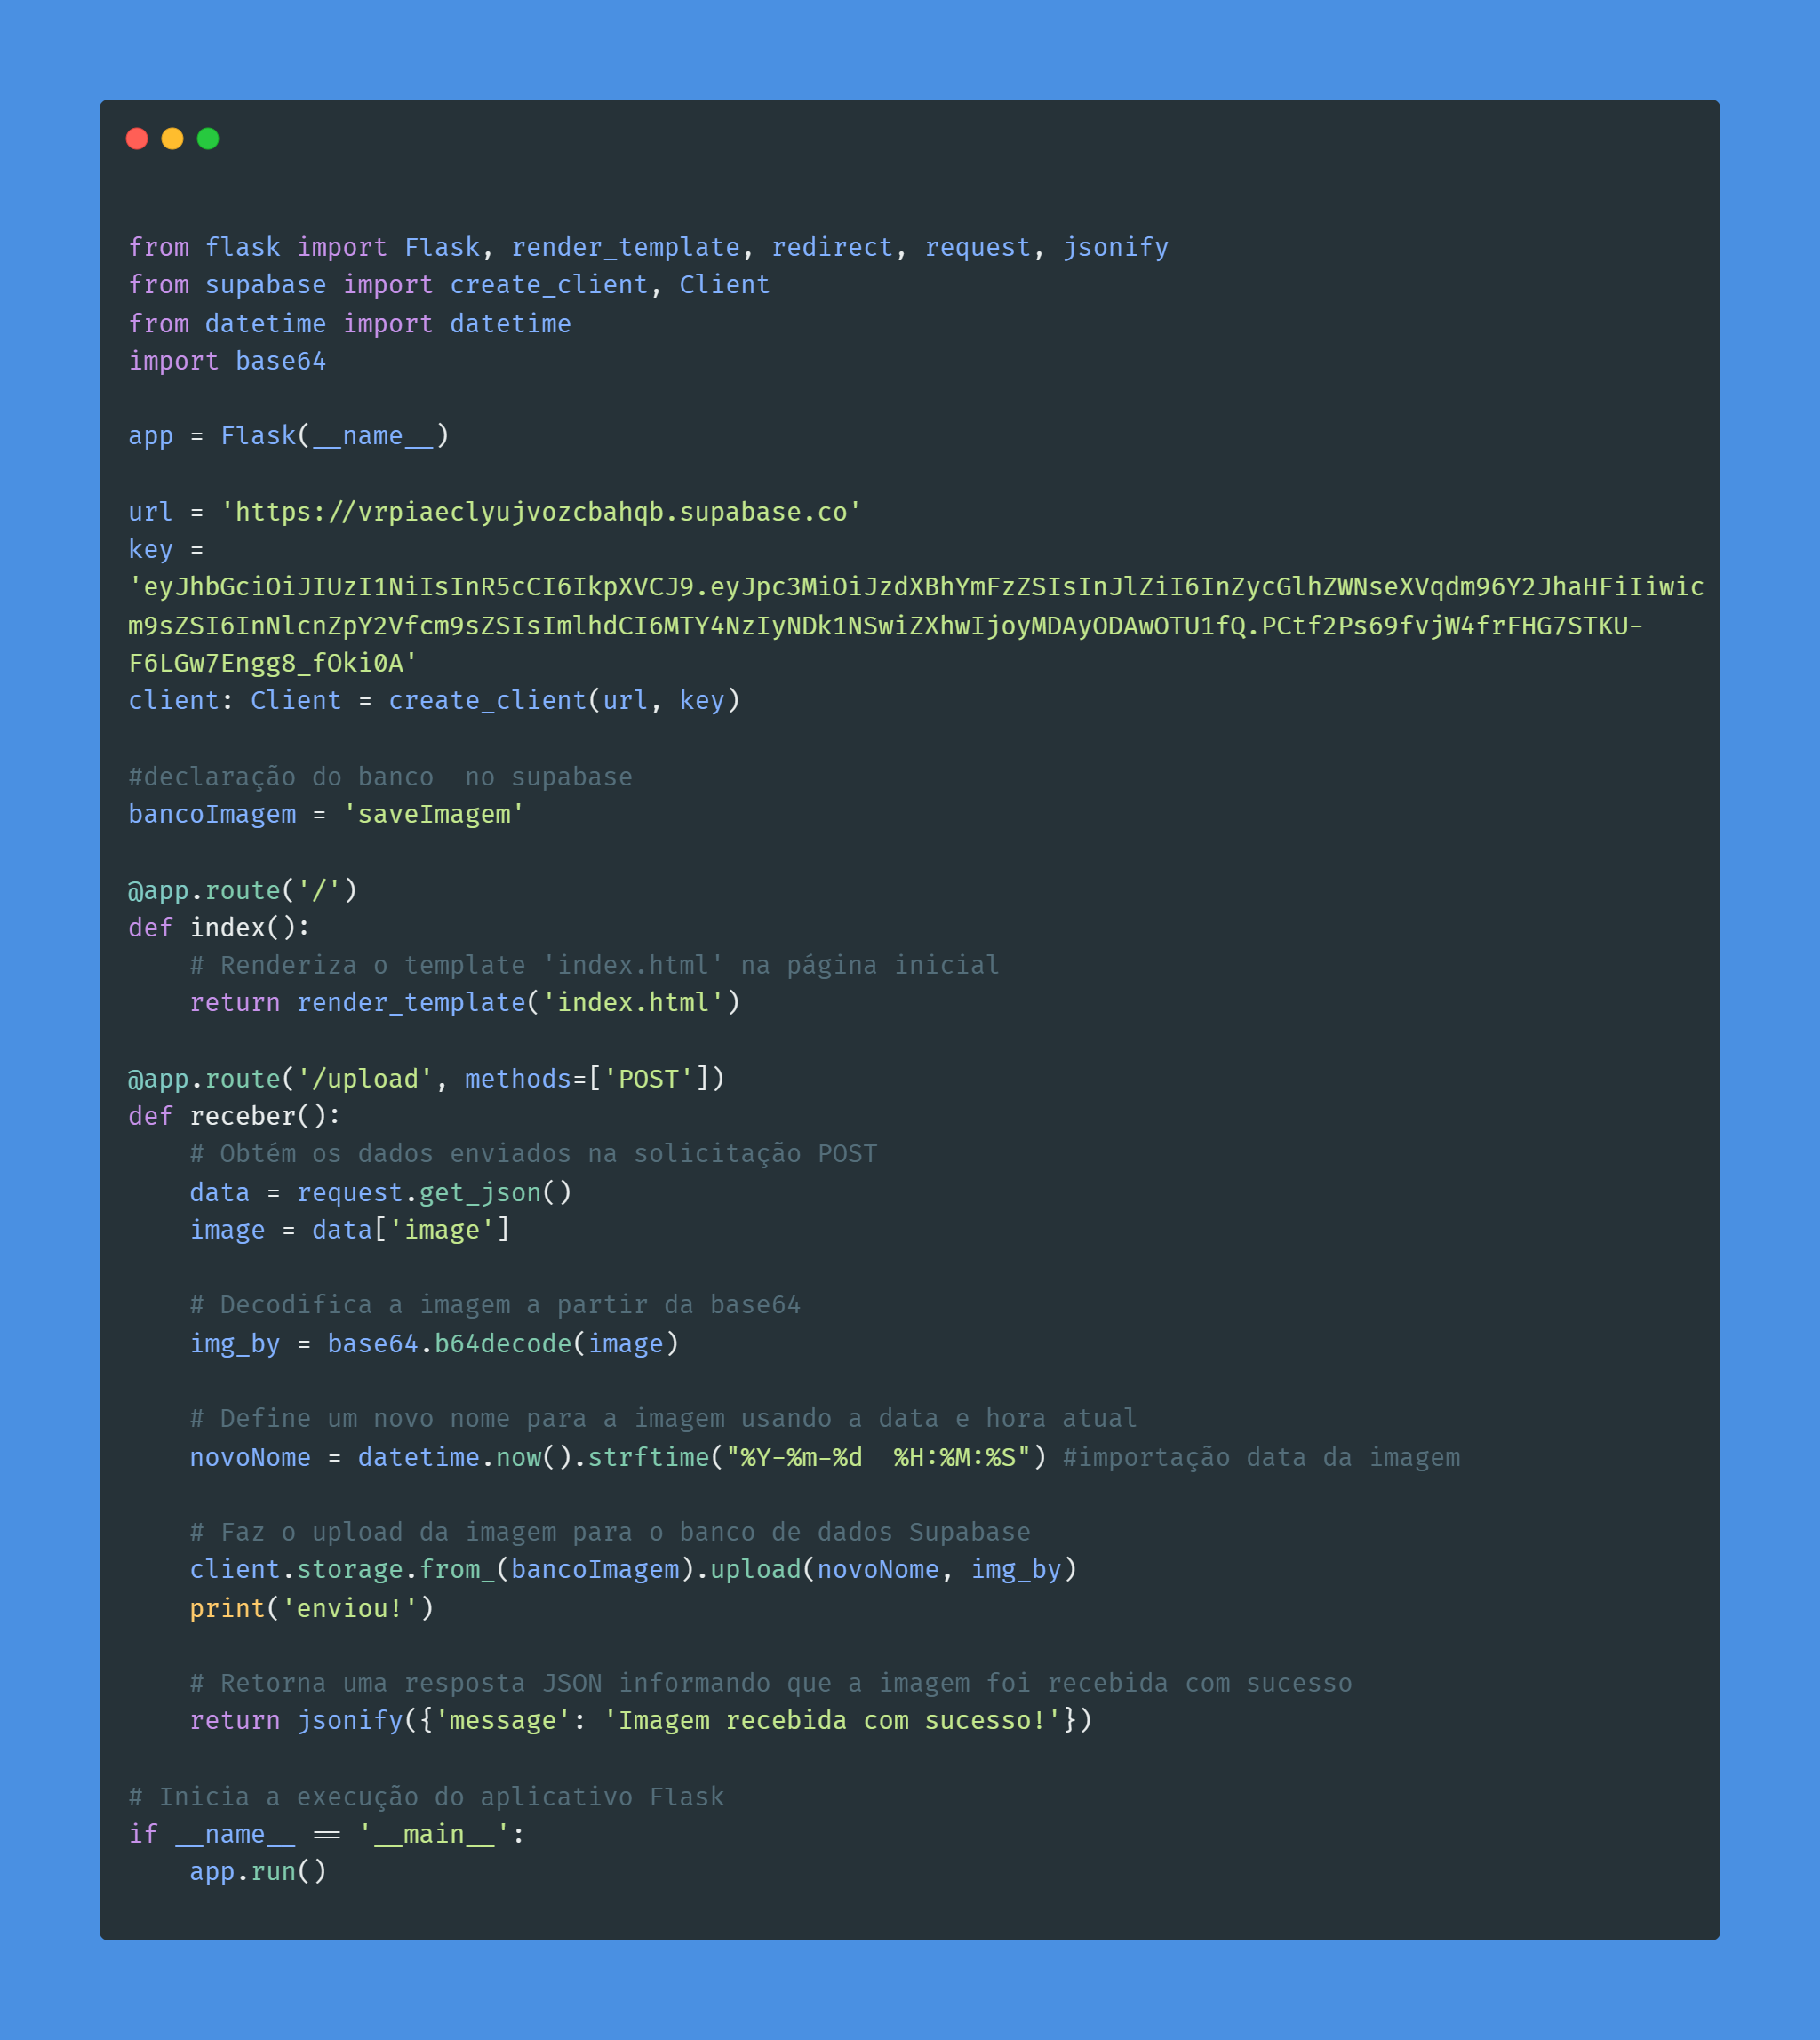 from flask import Flask, render_template, redirect, request, jsonify
from supabase import create_client, Client
from datetime import datetime
import base64

app = Flask(__name__)

url = 'https://vrpiaeclyujvozcbahqb.supabase.co'
key =
'eyJhbGciOiJIUzI1NiIsInR5cCI6IkpXVCJ9.eyJpc3MiOiJzdXBhYmFzZSIsInJlZiI6InZycGlhZWNseXVqdm96Y2JhaHFiIiwic
m9sZSI6InNlcnZpY2Vfcm9sZSIsImlhdCI6MTY4NzIyNDk1NSwiZXhwIjoyMDAyODAwOTU1fQ.PCtf2Ps69fvjW4frFHG7STKU-
F6LGw7Engg8_fOki0A'
client: Client = create_client(url, key)

#declaração do banco  no supabase
bancoImagem = 'saveImagem'

@app.route('/')
def index():
    # Renderiza o template 'index.html' na página inicial
    return render_template('index.html')

@app.route('/upload', methods=['POST'])
def receber():
    # Obtém os dados enviados na solicitação POST
    data = request.get_json()
    image = data['image']

    # Decodifica a imagem a partir da base64
    img_by = base64.b64decode(image)

    # Define um novo nome para a imagem usando a data e hora atual
    novoNome = datetime.now().strftime("%Y-%m-%d  %H:%M:%S") #importação data da imagem

    # Faz o upload da imagem para o banco de dados Supabase
    client.storage.from_(bancoImagem).upload(novoNome, img_by)
    print('enviou!')

    # Retorna uma resposta JSON informando que a imagem foi recebida com sucesso
    return jsonify({'message': 'Imagem recebida com sucesso!'})

# Inicia a execução do aplicativo Flask
if __name__ == '__main__':
    app.run()